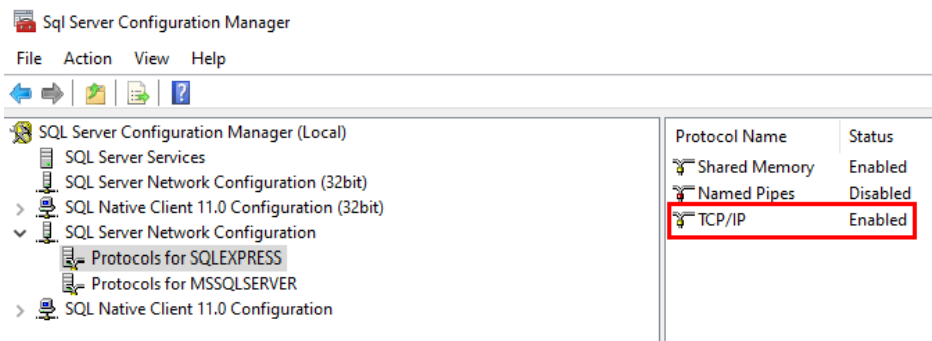 Sql Server Configuration Manager
File Action View Help
SQL Server Configuration Manager (Local)
SQL Server Services
SQL Server Network Configuration (32bit)
SQL Native Client 11.0 Configuration (32bit)
SQL Server Network Configuration
Protocols for SQLEXPRESS
Protocols for MSSQLSERVER
SQL Native Client 11.0 Configuration
Protocol Name Status
Shared Memory Enabled
Named Pipes Disabled
TCP/IP Enabled